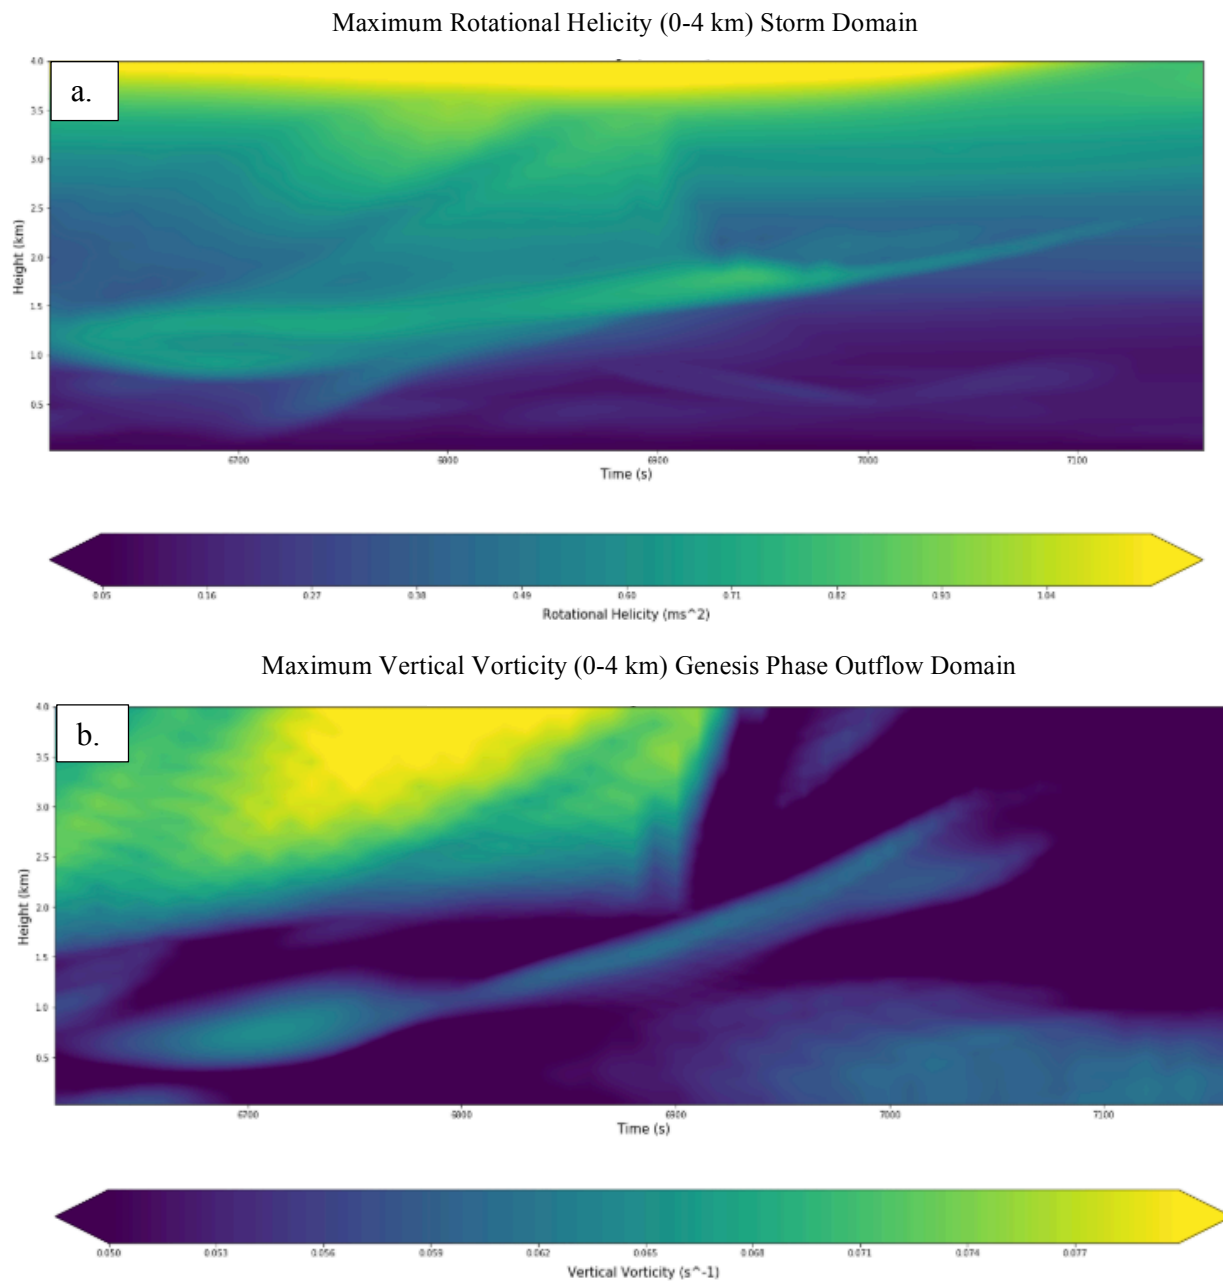 Maximum Rotational Helicity (0-4 km) Storm Domain
a.
4.0
3.5
3.0
2.5
2.0
1.5
1.0
0.5
Height (km)
6700 6800 6900 7000 7100
Time (s)
0.05 0.16 0.27 0.38 0.49 0.60 0.71 0.82 0.93 1.04
Rotational Helicity (ms^2)
Maximum Vertical Vorticity (0-4 km) Genesis Phase Outflow Domain
b.
4.0
3.5
3.0
2.5
2.0
1.5
1.0
0.5
Height (km)
6700 6800 6900 7000 7100
Time (s)
0.050 0.053 0.056 0.059 0.062 0.065 0.068 0.071 0.074 0.077
Vertical Vorticity (s^-1)